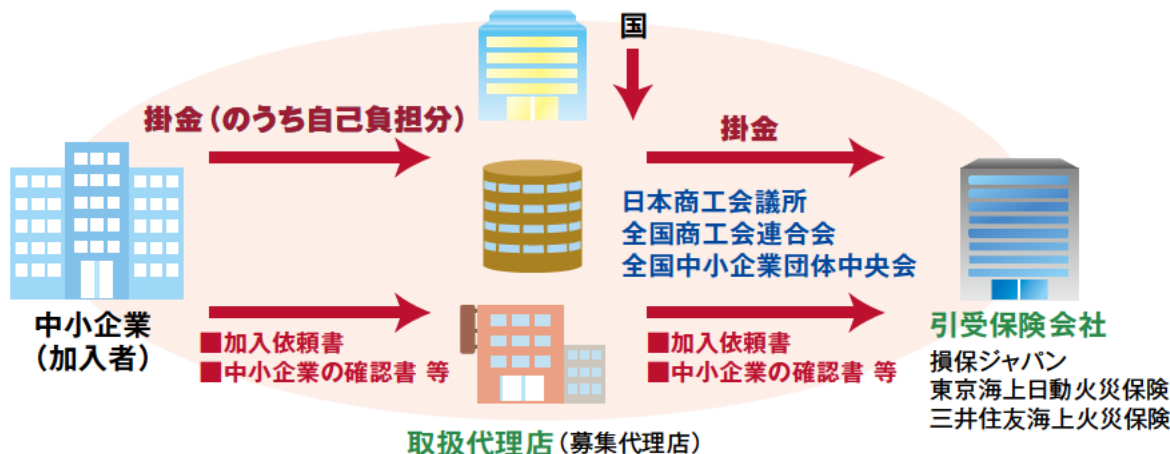 国
掛金(のうち自己負担分)
掛金
日本商工会議所
全国商工会連合会
全国中小企業団体中央会
中小企業
(加入者)
■加入依頼書
■中小企業の確認書 等
■加入依頼書
■中小企業の確認書 等
引受保険会社
損保ジャパン
東京海上日動火災保険
三井住友海上火災保険
取扱代理店(募集代理店)